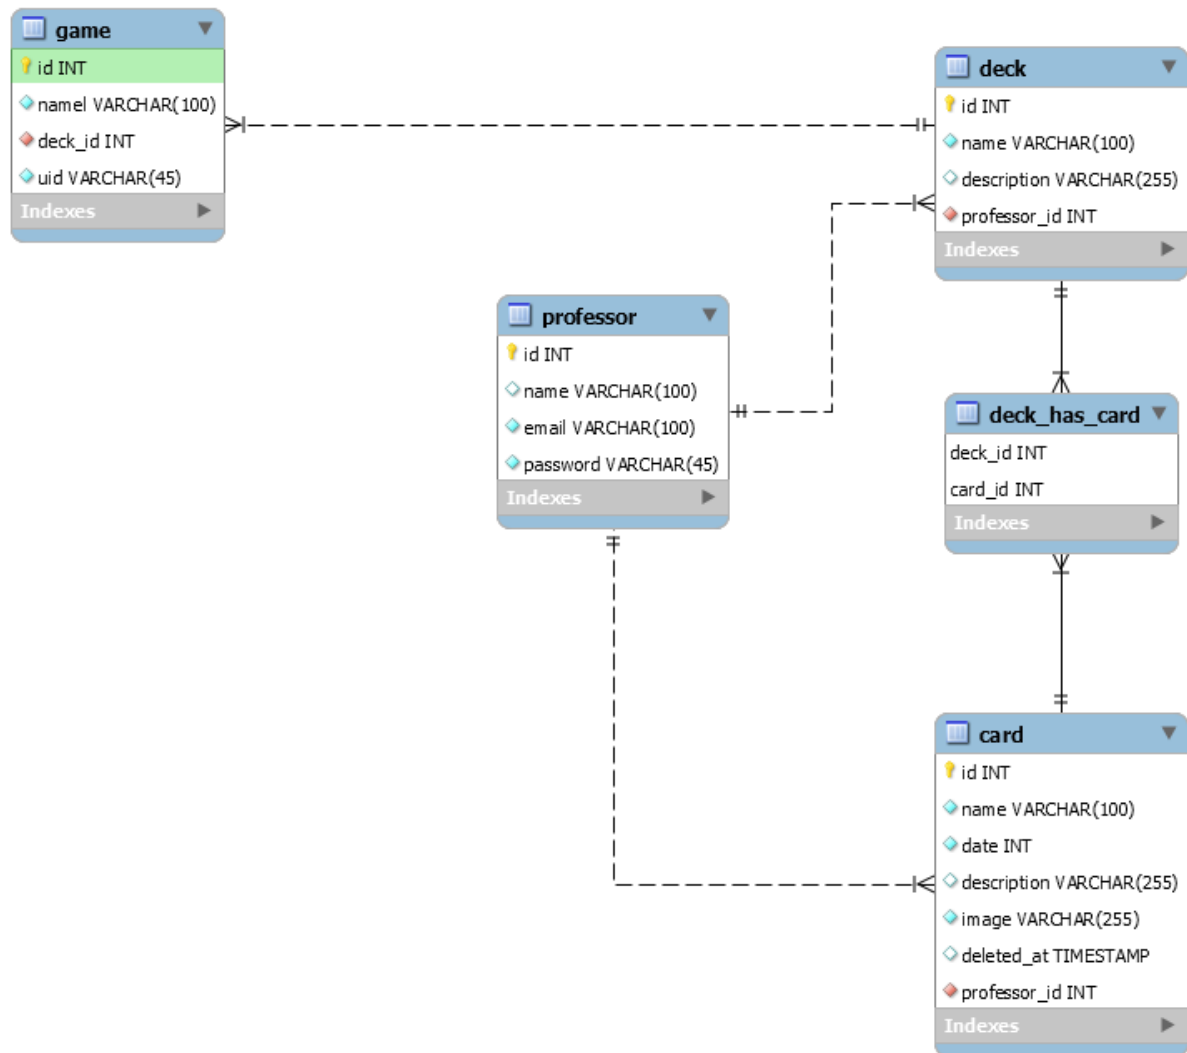 game
id INT
namel VARCHAR(100)
deck_id INT
uid VARCHAR(45)
Indexes
deck
id INT
name VARCHAR(100)
description VARCHAR(255)
professor_id INT
Indexes
professor
id INT
name VARCHAR(100)
email VARCHAR(100)
password VARCHAR(45)
Indexes
deck_has_card
deck_id INT
card_id INT
Indexes
card
id INT
name VARCHAR(100)
date INT
description VARCHAR(255)
image VARCHAR(255)
deleted_at TIMESTAMP
professor_id INT
Indexes